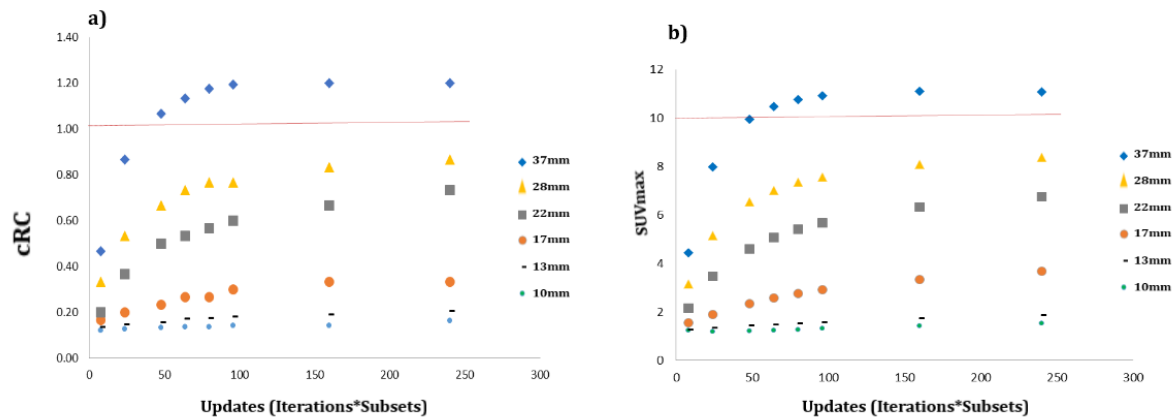 a)
1.40
1.20
1.00
0.80
0.60
0.40
0.20
0.00
cRC
0 50 100 150 200 250 300
Updates (Iterations*Subsets)
37mm
28mm
22mm
17mm
13mm
10mm
b)
12
10
8
6
4
2
0
SUVmax
0 50 100 150 200 250 300
Updates (Iterations*Subsets)
37mm
28mm
22mm
17mm
13mm
10mm